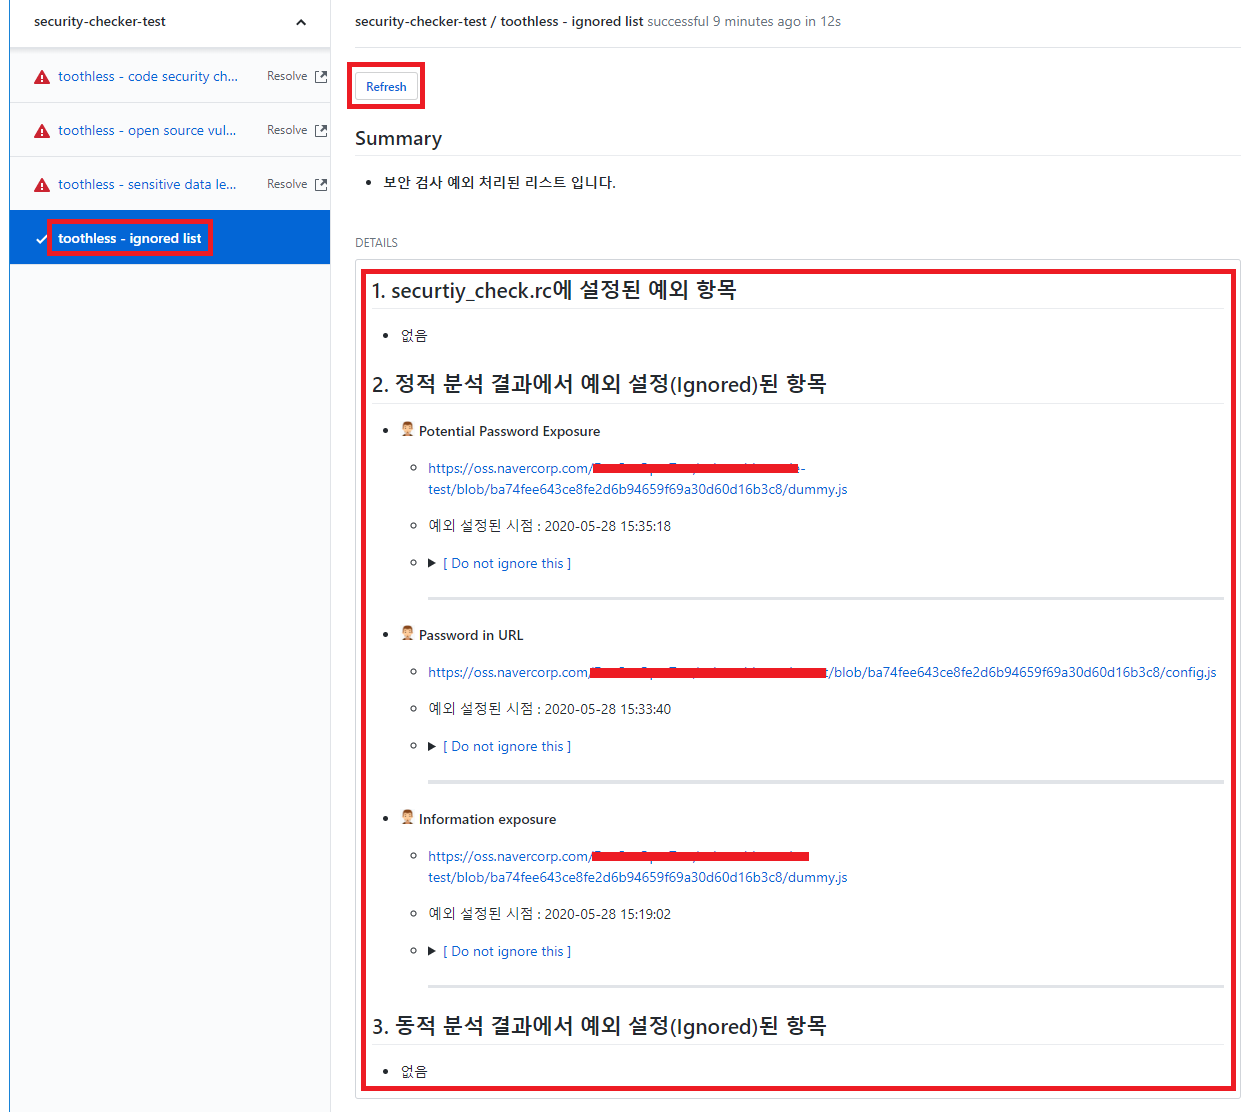 security-checker-test
toothless - code security ch... Resolve
toothless - open source vul... Resolve
toothless - sensitive data le... Resolve
toothless - ignored list
security-checker-test / toothless - ignored list successful 9 minutes ago in 12s
Refresh
Summary
보안 검사 예외 처리된 리스트 입니다.
DETAILS
1. securtiy_check.rc에 설정된 예외 항목
없음
2. 정적 분석 결과에서 예외 설정(Ignored)된 항목
Potential Password Exposure
https://oss.navercorp.com/
test/blob/ba74fee643ce8fe2d6b94659f69a30d60d16b3c8/dummy.js
예외 설정된 시점 : 2020-05-28 15:35:18
[ Do not ignore this ]
Password in URL
https://oss.navercorp.com/ /blob/ba74fee643ce8fe2d6b94659f69a30d60d16b3c8/config.js
예외 설정된 시점 : 2020-05-28 15:33:40
[ Do not ignore this ]
Information exposure
https://oss.navercorp.com/
test/blob/ba74fee643ce8fe2d6b94659f69a30d60d16b3c8/dummy.js
예외 설정된 시점 : 2020-05-28 15:19:02
[ Do not ignore this ]
3. 동적 분석 결과에서 예외 설정(Ignored)된 항목
없음